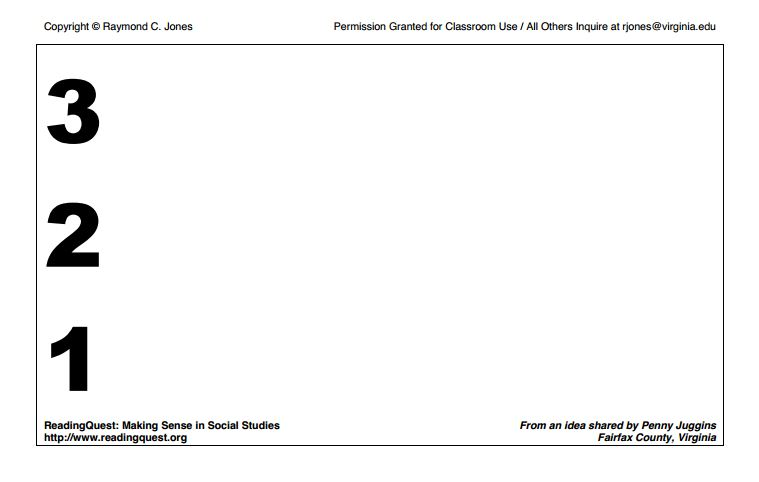 Copyright © Raymond C. Jones Permission Granted for Classroom Use / All Others Inquire at rjones@virginia.edu
3
2
1
ReadingQuest: Making Sense in Social Studies From an idea shared by Penny Juggins
http://www.readingquest.org Fairfax County, Virginia